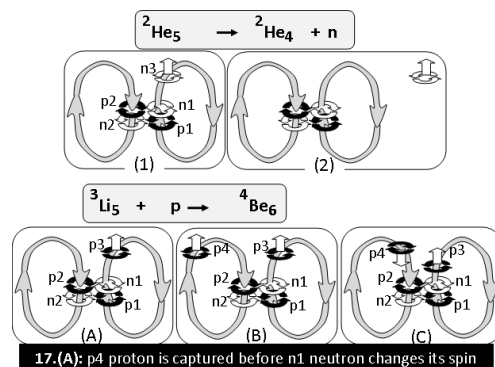 ²He₅ → ²He₄ + n
n3
p2
n1
n2
p1
(1)
(2)
³Li₅ + p → ⁴Be₆
p3
p2
n1
n2
p1
(A)
p4
p3
p2
n1
n2
p1
(B)
p4
p3
p2
n1
n2
p1
(C)
17.(A): p4 proton is captured before n1 neutron changes its spin